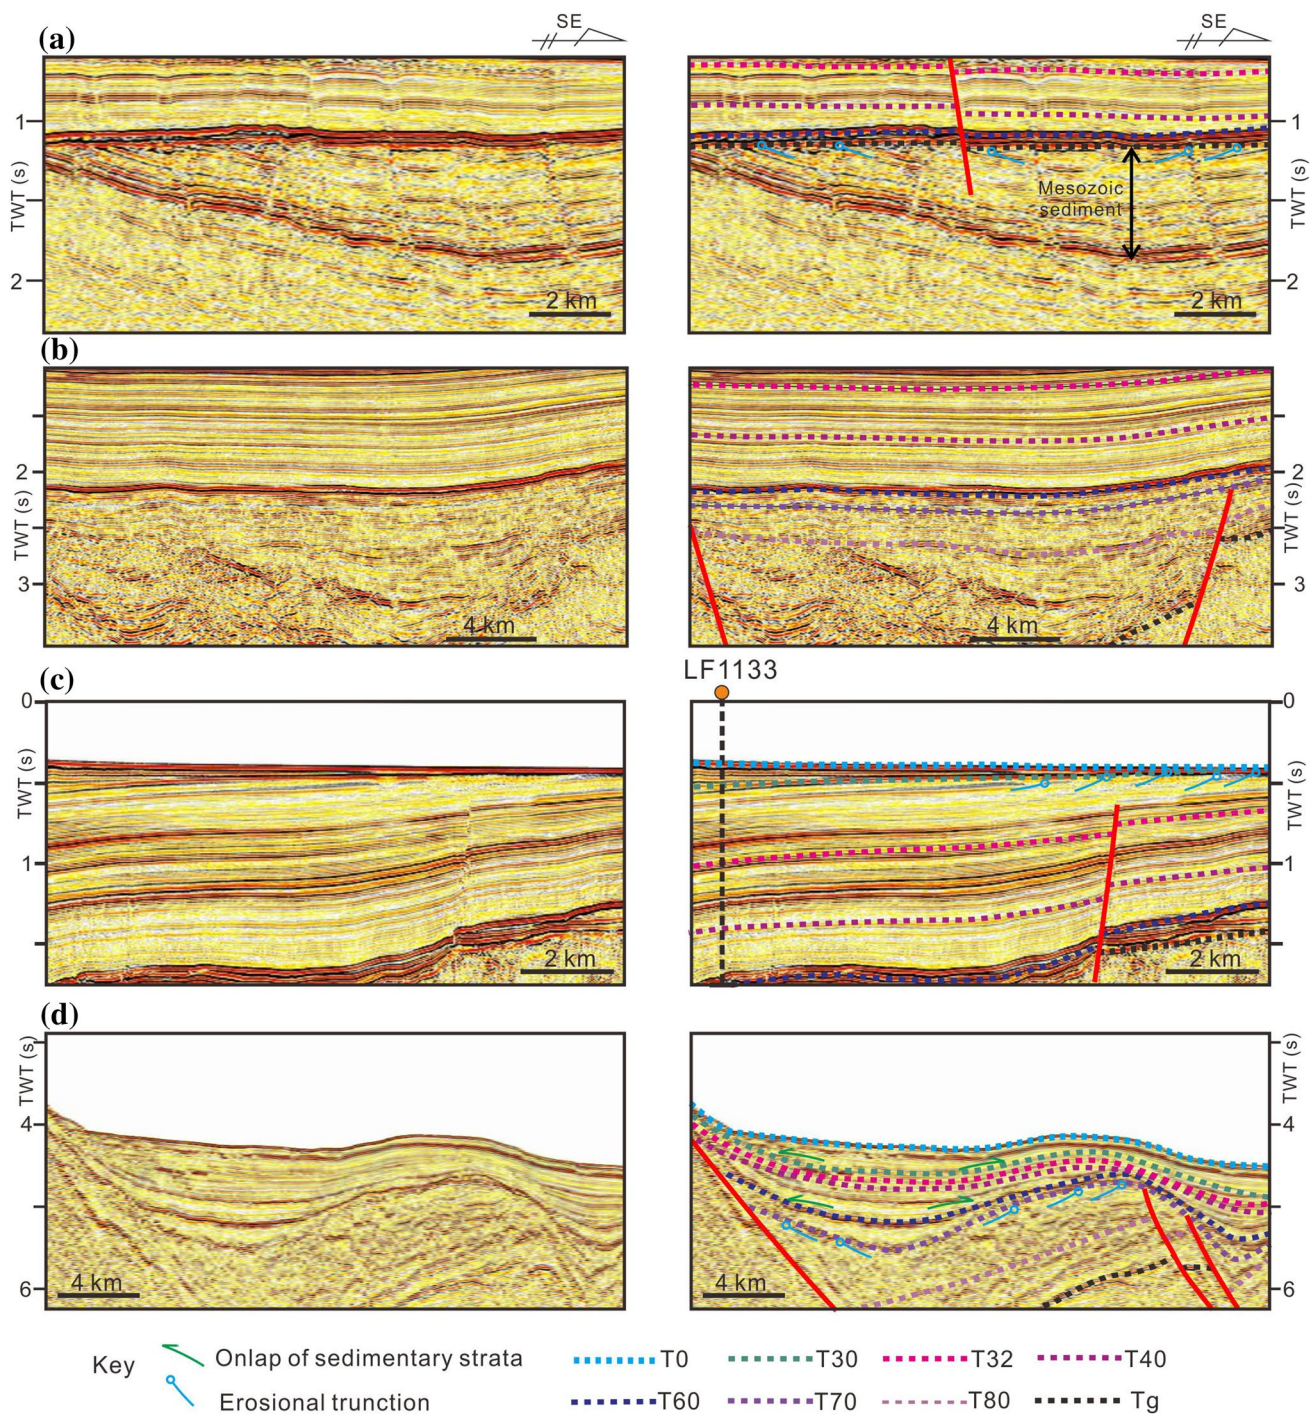 (a)
SE
SE
1
2
TWT (s)
2 km
Mesozoic
sediment
2 km
1
2
TWT (s)
(b)
2
3
TWT (s)
4 km
4 km
2
3
TWT (s)
(c)
LF1133
0
1
TWT (s)
2 km
2 km
0
1
TWT (s)
(d)
4
6
TWT (s)
4 km
4 km
4
6
TWT (s)
Key
Onlap of sedimentary strata
Erosional trunction
T0
T30
T32
T40
T60
T70
T80
Tg